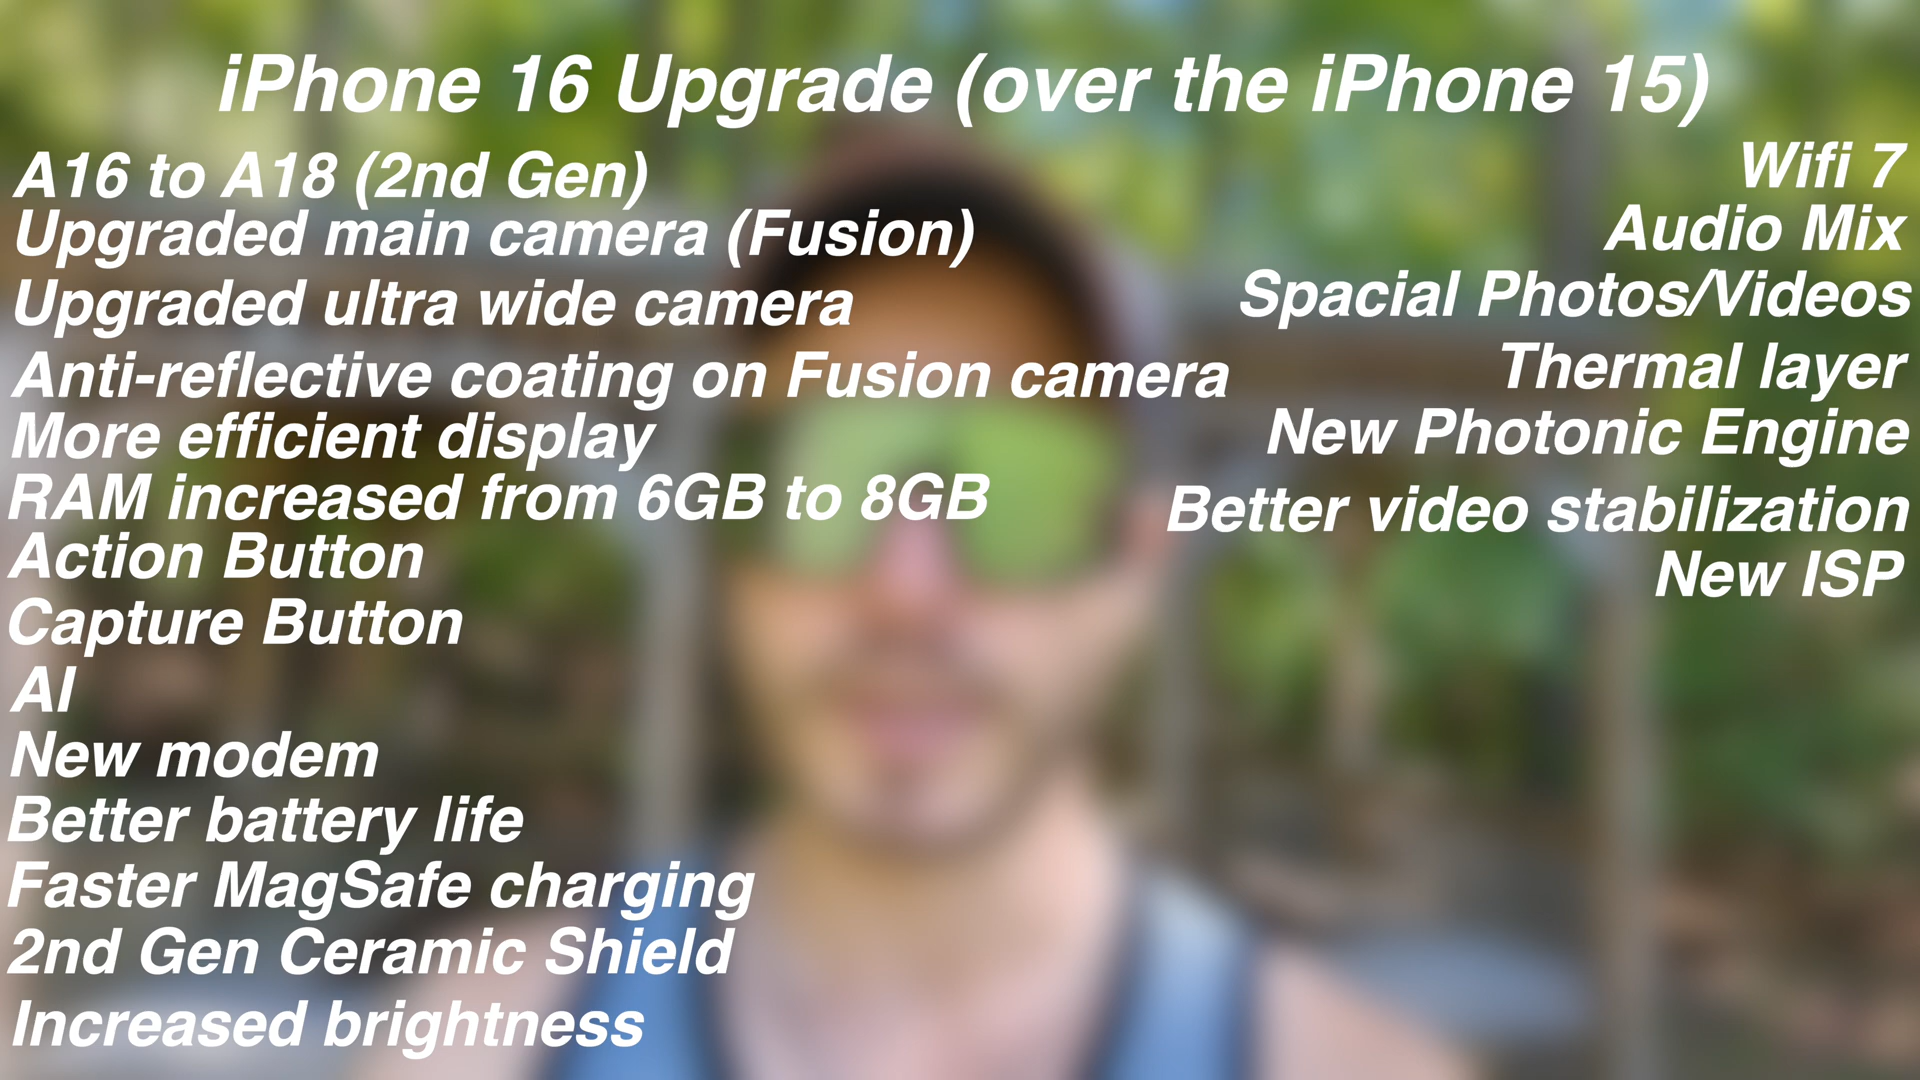 iPhone 16 Upgrade (over the iPhone 15)
A16 to A18 (2nd Gen)
Upgraded main camera (Fusion)
Upgraded ultra wide camera
Anti-reflective coating on Fusion camera
More efficient display
RAM increased from 6GB to 8GB
Action Button
Capture Button
AI
New modem
Better battery life
Faster MagSafe charging
2nd Gen Ceramic Shield
Increased brightness
Wifi 7
Audio Mix
Spacial Photos/Videos
Thermal layer
New Photonic Engine
Better video stabilization
New ISP